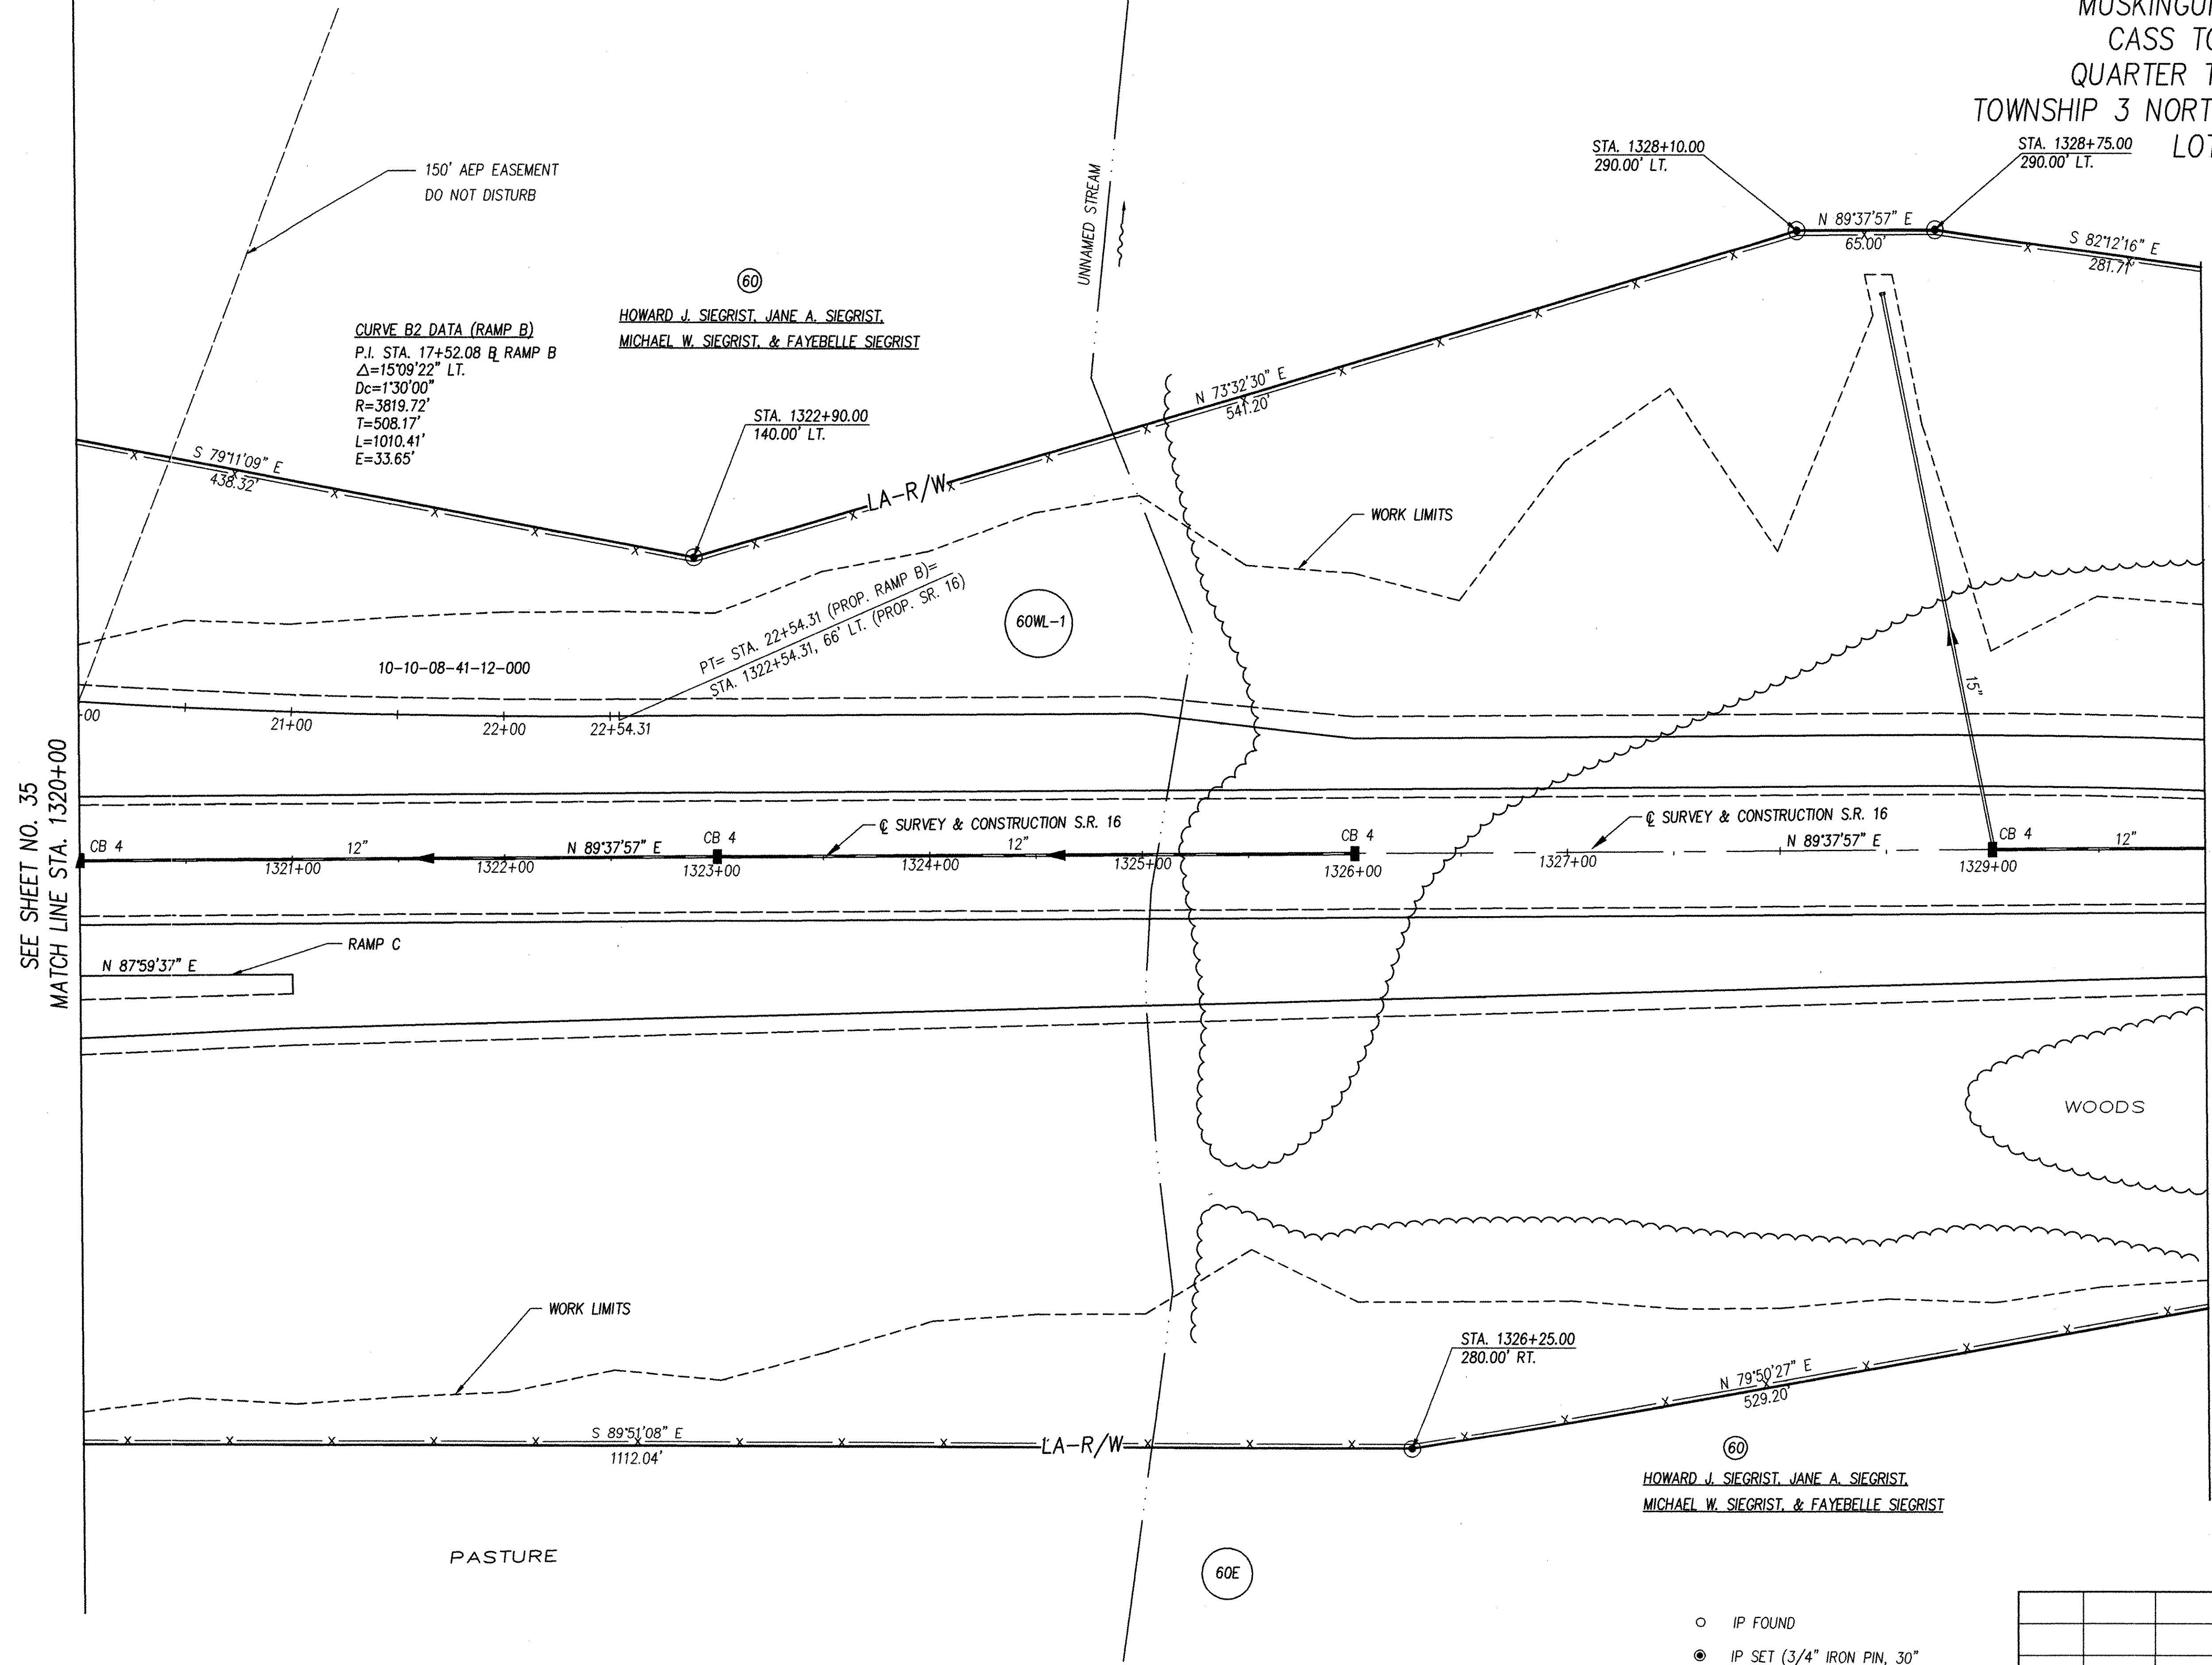 MUSKINGU
CASS TO
QUARTER T
TOWNSHIP 3 NORT
LOT
STA. 1328+10.00
290.00' LT.
STA. 1328+75.00
290.00' LT.
150' AEP EASEMENT
DO NOT DISTURB
UNNAMED STREAM
N 89°37'57" E
65.00'
S 82°12'16" E
281.71'
60
HOWARD J. SIEGRIST, JANE A. SIEGRIST,
MICHAEL W. SIEGRIST, & FAYEBELLE SIEGRIST
CURVE B2 DATA (RAMP B)
P.I. STA. 17+52.08 BL RAMP B
Δ=15°09'22" LT.
Dc=1°30'00"
R=3819.72'
T=508.17'
L=1010.41'
E=33.65'
STA. 1322+90.00
140.00' LT.
N 73°32'30" E
541.20'
S 79°11'09" E
438.32'
LA-R/W
WORK LIMITS
PT= STA. 22+54.31 (PROP. RAMP B)=
STA. 1322+54.31, 66' LT. (PROP. SR. 16)
60WL-1
10-10-08-41-12-000
15"
+00
21+00
22+00
22+54.31
SEE SHEET NO. 35
MATCH LINE STA. 1320+00
CB 4
12"
N 89°37'57" E
CB 4
℄ SURVEY & CONSTRUCTION S.R. 16
12"
CB 4
℄ SURVEY & CONSTRUCTION S.R. 16
N 89°37'57" E
CB 4
12"
1321+00
1322+00
1323+00
1324+00
1325+00
1326+00
1327+00
1329+00
RAMP C
N 87°59'37" E
WOODS
WORK LIMITS
STA. 1326+25.00
280.00' RT.
N 79°50'27" E
529.20'
S 89°51'08" E
1112.04'
LA-R/W
60
HOWARD J. SIEGRIST, JANE A. SIEGRIST,
MICHAEL W. SIEGRIST, & FAYEBELLE SIEGRIST
PASTURE
60E
IP FOUND
IP SET (3/4" IRON PIN, 30"